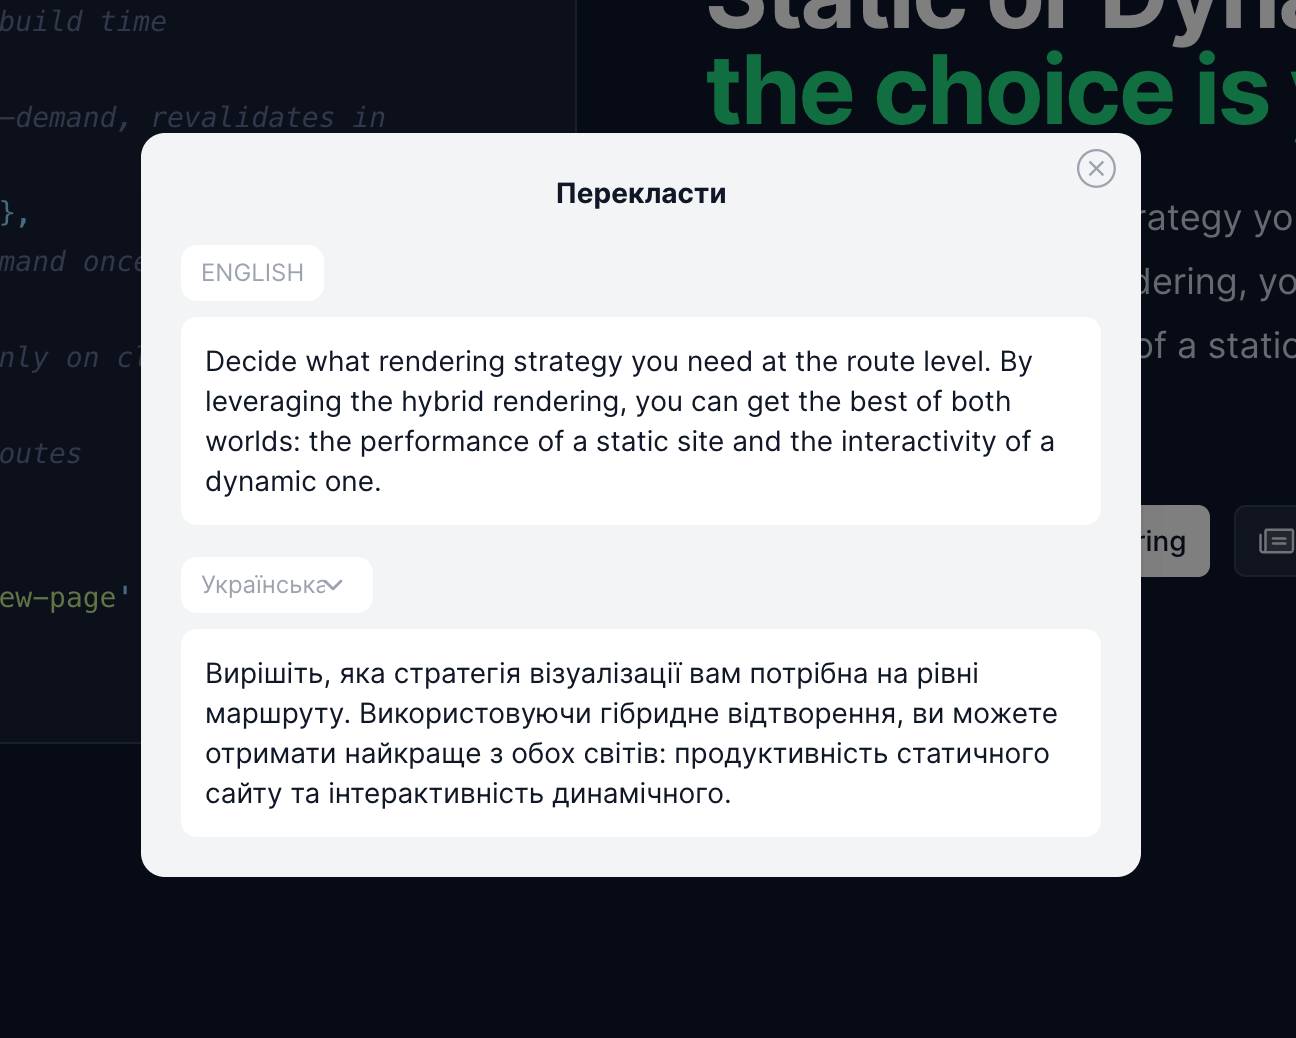 build time
Static or Dyna
the choice is
-demand, revalidates in
Перекласти
},
rategy yo
ENGLISH
mand once
dering, yo
Decide what rendering strategy you need at the route level. By
leveraging the hybrid rendering, you can get the best of both
worlds: the performance of a static site and the interactivity of a
dynamic one.
nly on cl
of a static
outes
ring
Українська
ew-page'
Вирішіть, яка стратегія візуалізації вам потрібна на рівні
маршруту. Використовуючи гібридне відтворення, ви можете
отримати найкраще з обох світів: продуктивність статичного
сайту та інтерактивність динамічного.